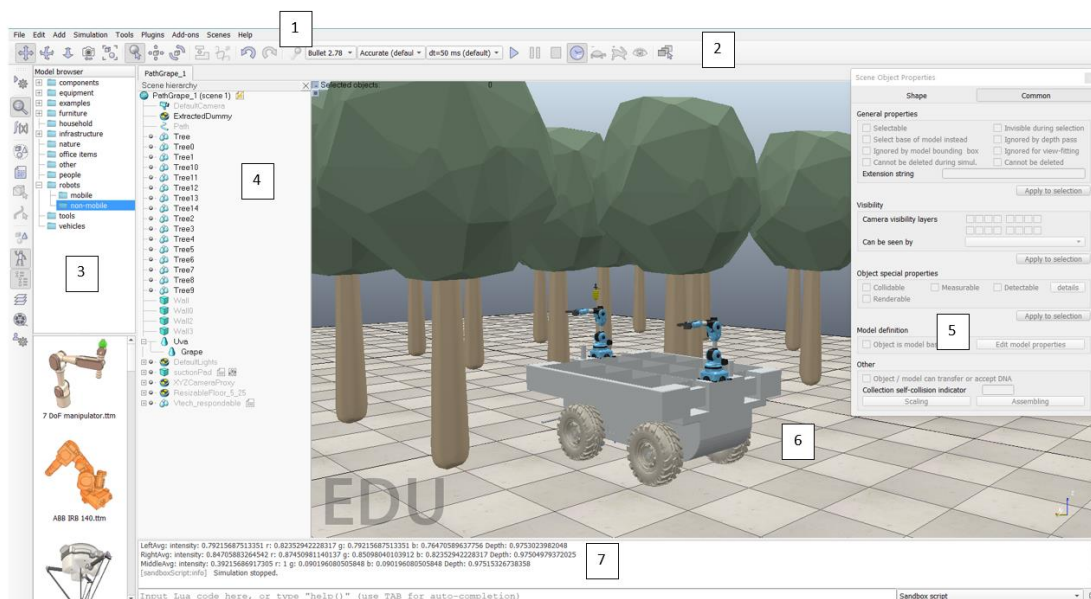 1
File Edit Add Simulation Tools Plugins Add-ons Scenes Help
2
Bullet 2.78 Accurate (defaul dt=50 ms (default)
Model browser
components
equipment
examples
furniture
household
infrastructure
nature
office items
other
people
robots
mobile
non-mobile
tools
vehicles
3
7 DoF manipulator.ttm
ABB IRB 140.ttm
PathGrape_1
Scene hierarchy
PathGrape_1 (scene 1)
DefaultCamera
ExtractedDummy
Path
Tree
Tree0
Tree1
Tree10
Tree11
Tree12
Tree13
Tree14
Tree2
Tree3
Tree4
Tree5
Tree6
Tree7
Tree8
Tree9
Wall
Wall0
Wall2
Wall3
Uva
Grape
DefaultLights
suctionPad
XYZCameraProxy
ResizableFloor_5_25
Vtech_respondable
4
Selected objects: 0
EDU
6
Scene Object Properties
Shape Common
General properties
Selectable Invisible during selection
Select base of model instead Ignored by depth pass
Ignored by model bounding box Ignored for view-fitting
Cannot be deleted during simul. Cannot be deleted
Extension string
Apply to selection
Visibility
Camera visibility layers
Can be seen by
Apply to selection
Object special properties
Collidable Measurable Detectable details
Renderable
Apply to selection
Model definition
5
Object is model bas Edit model properties
Other
Object / model can transfer or accept DNA
Collection self-collision indicator
Scaling Assembling
LeftAvg: intensity: 0.79215687513351 r: 0.82352942228317 g: 0.79215687513351 b: 0.76470589637756 Depth: 0.9753023982048
RightAvg: intensity: 0.84705883264542 r: 0.87450981140137 g: 0.85098040103912 b: 0.82352942228317 Depth: 0.97504979372025
MiddleAvg: intensity: 0.39215686917305 r: 1 g: 0.090196080505848 b: 0.090196080505848 Depth: 0.97515326738358
[sandboxScript:info] Simulation stopped.
7
Input Lua code here, or type "help()" (use TAB for auto-completion)
Sandbox script